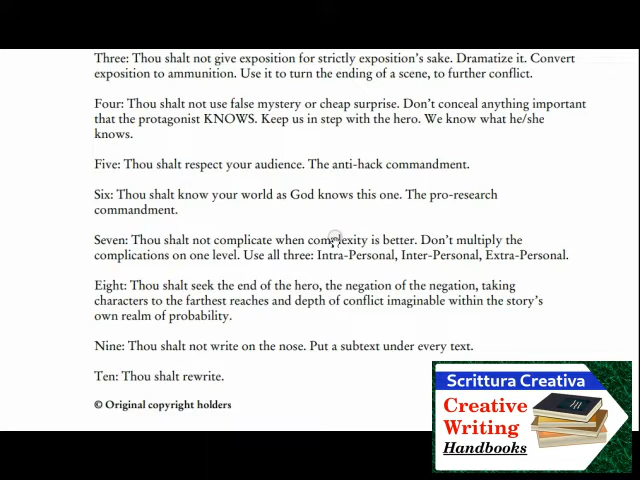 Three: Thou shalt not give exposition for strictly exposition's sake. Dramatize it. Convert
exposition to ammunition. Use it to turn the ending of a scene, to further conflict.
Four: Thou shalt not use false mystery or cheap surprise. Don't conceal anything important
that the protagonist KNOWS. Keep us in step with the hero. We know what he/she
knows.
Five: Thou shalt respect your audience. The anti-hack commandment.
Six: Thou shalt know your world as God knows this one. The pro-research
commandment.
Seven: Thou shalt not complicate when complexity is better. Don't multiply the
complications on one level. Use all three: Intra-Personal, Inter-Personal, Extra-Personal.
Eight: Thou shalt seek the end of the hero, the negation of the negation, taking
characters to the farthest reaches and depth of conflict imaginable within the story's
own realm of probability.
Nine: Thou shalt not write on the nose. Put a subtext under every text.
Ten: Thou shalt rewrite.
© Original copyright holders
Scrittura Creativa
Creative
Writing
Handbooks